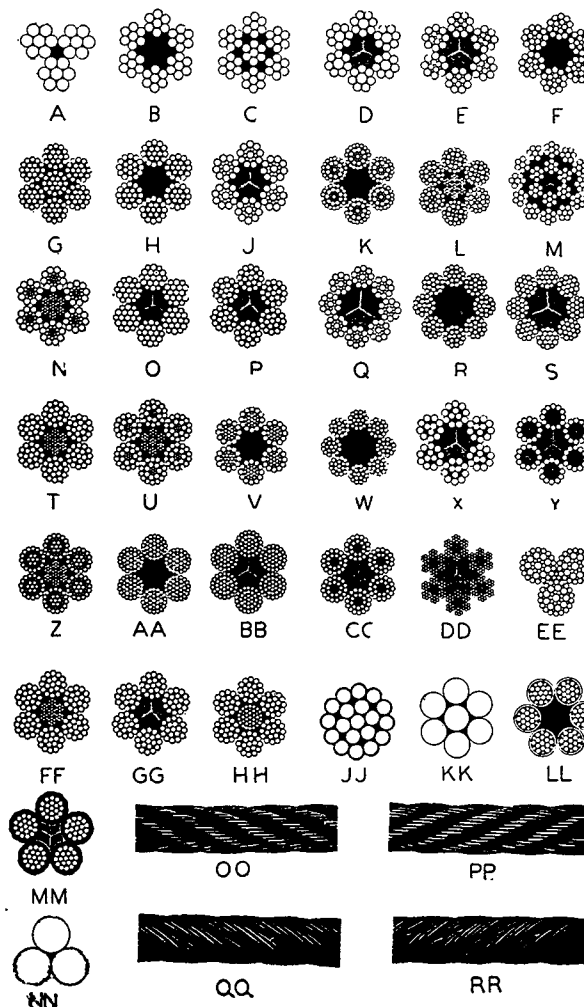 A B C D E F
G H J K L M
N O P Q R S
T U V W X Y
Z AA BB CC DD EE
FF GG HH JJ KK LL
MM OO PP
NN QQ RR